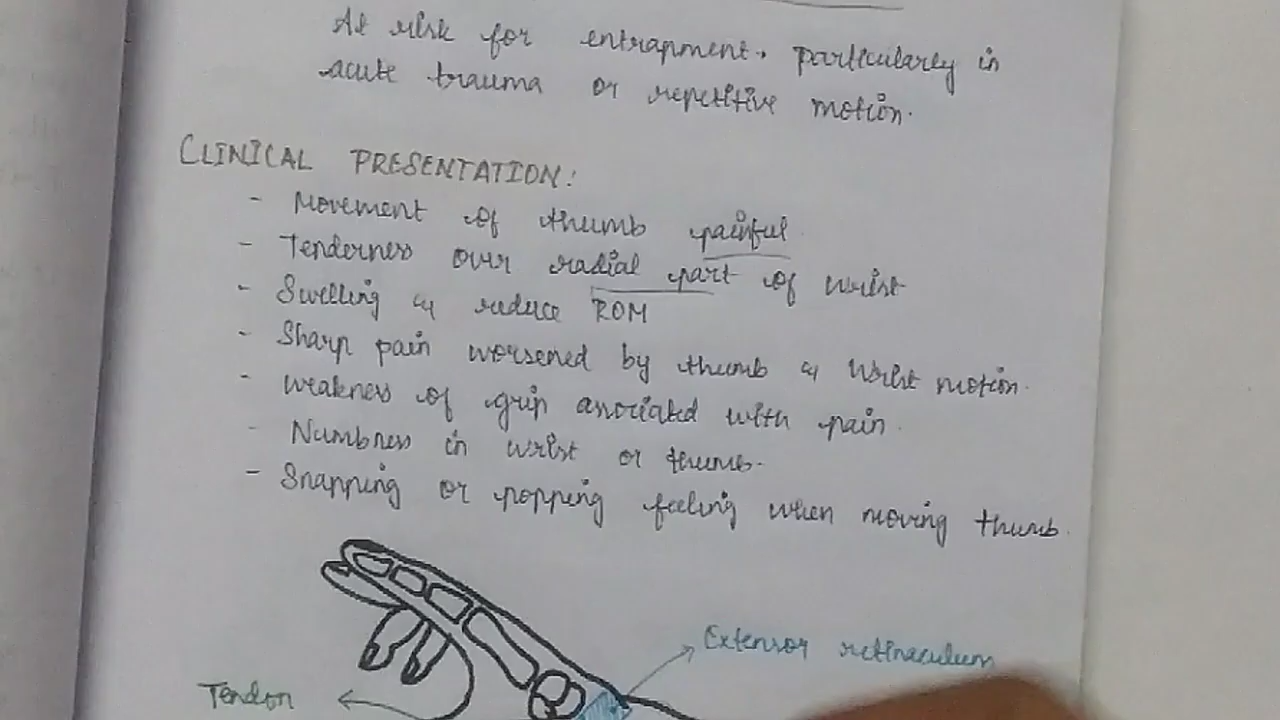 At risk for entrapment, particularly in
acute trauma or repetitive motion.
CLINICAL PRESENTATION:
- Movement of thumb painful
- Tenderness over radial part of wrist
- Swelling & reduce ROM
- Sharp pain worsened by thumb & wrist motion.
- Weakness of grip associated with pain.
- Numbness in wrist or thumb.
- Snapping or popping feeling when moving thumb.
Extensor retinaculum
Tendon